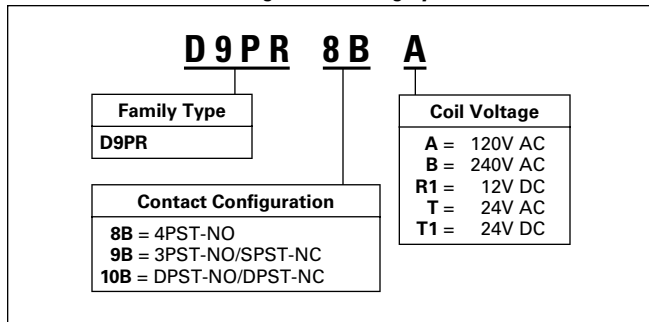 D9PR 8B A
Family Type
D9PR
Contact Configuration
8B = 4PST-NO
9B = 3PST-NO/SPST-NC
10B = DPST-NO/DPST-NC
Coil Voltage
A = 120V AC
B = 240V AC
R1 = 12V DC
T = 24V AC
T1 = 24V DC